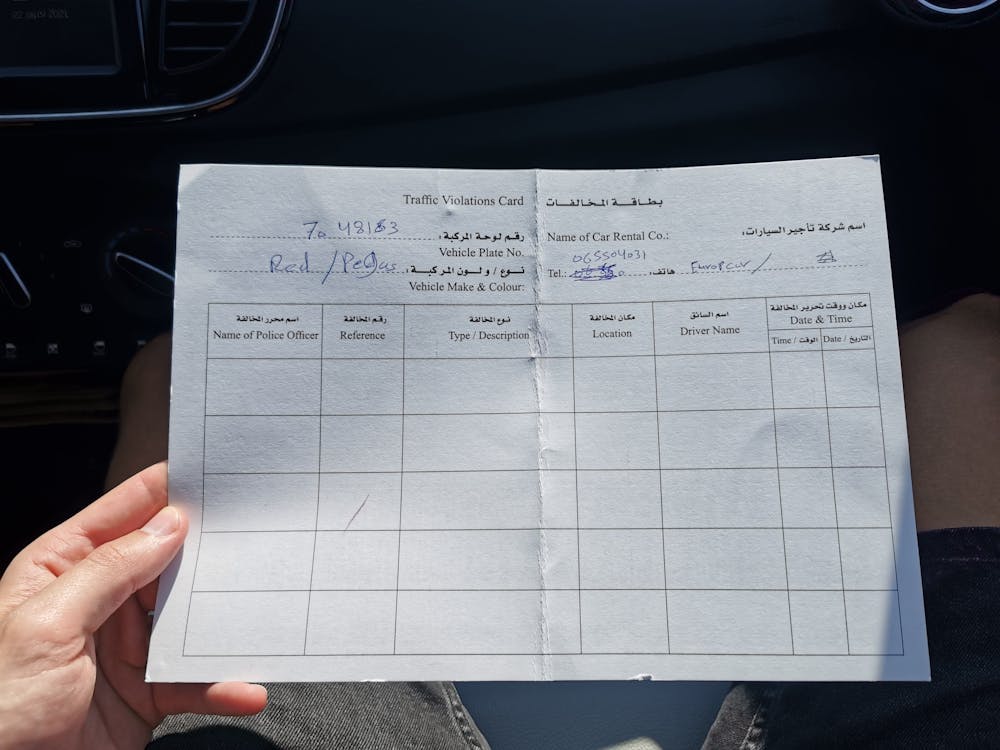 Traffic Violations Card
بطاقة المخالفات
رقم لوحة المركبة: 70 48153
Vehicle Plate No.
اسم شركة تأجير السيارات:
Name of Car Rental Co.:
نوع / ولون المركبة: Red /
Vehicle Make & Colour:
065504031
Tel.: هاتف: Europcar /
اسم محرر المخالفة
رقم المخالفة
نوع المخالفة
مكان المخالفة
اسم السائق
مكان ووقت تحرير المخالفة
Name of Police Officer
Reference
Type / Description
Location
Driver Name
Date & Time
Time / الوقت
Date / التاريخ